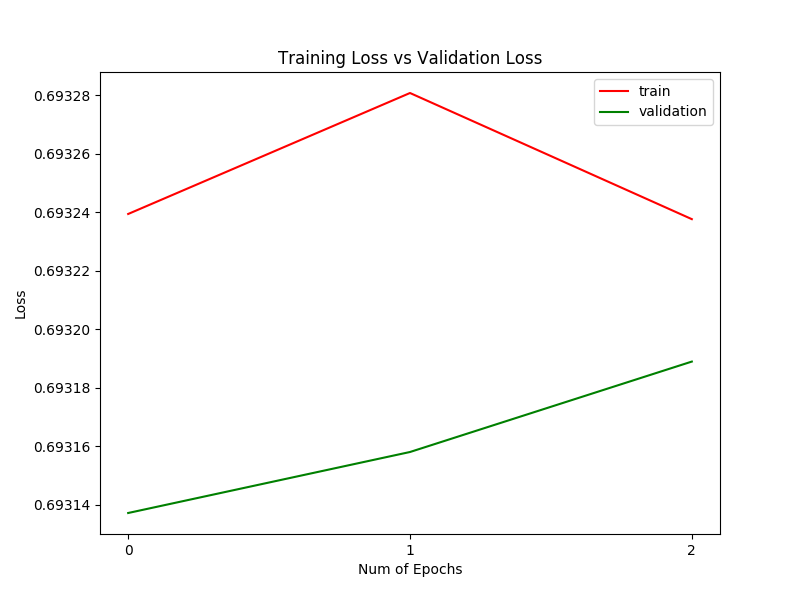 Training Loss vs Validation Loss
train
validation
0.69328
0.69326
0.69324
0.69322
0.69320
0.69318
0.69316
0.69314
Loss
0
1
2
Num of Epochs